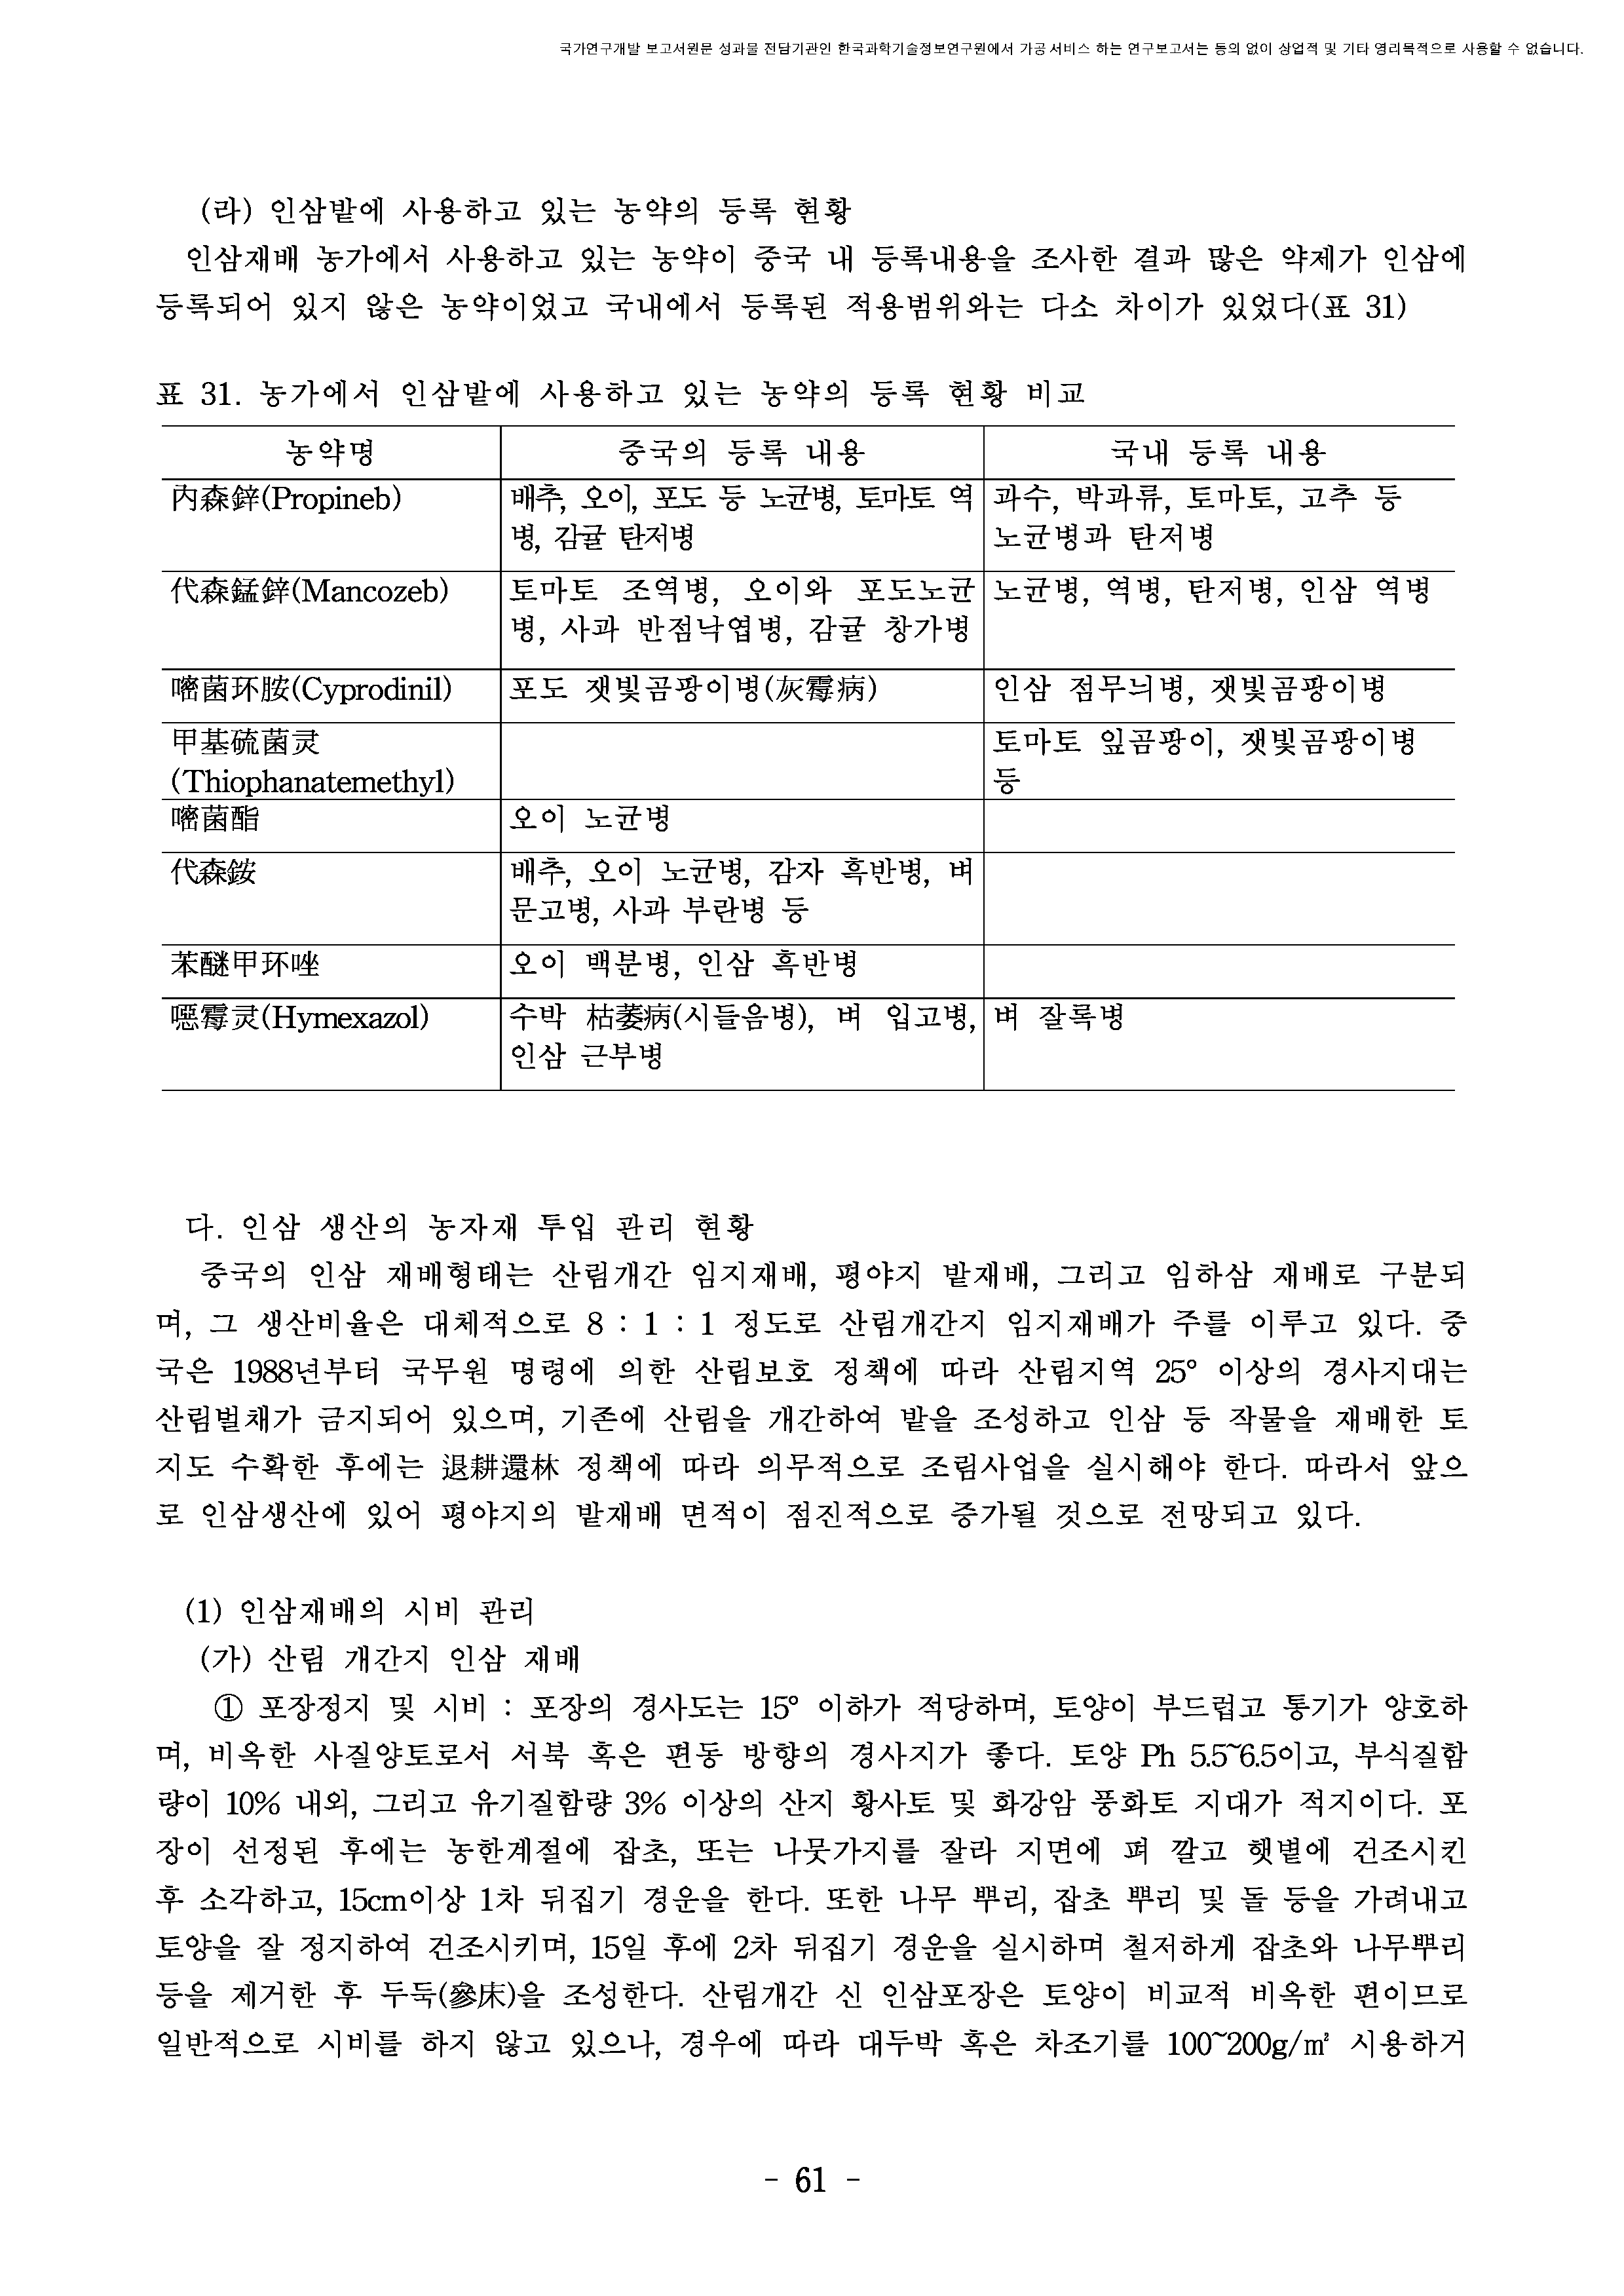 국가연구개발 보고서원문 성과물 전담기관인 한국과학기술정보연구원에서 가공·서비스 하는 연구보고서는 동의 없이 상업적 및 기타 영리목적으로 사용할 수 없습니다.
(라) 인삼밭에 사용하고 있는 농약의 등록 현황
인삼재배 농가에서 사용하고 있는 농약이 중국 내 등록내용을 조사한 결과 많은 약제가 인삼에
등록되어 있지 않은 농약이었고 국내에서 등록된 적용범위와는 다소 차이가 있었다(표 31)
표 31. 농가에서 인삼밭에 사용하고 있는 농약의 등록 현황 비교
농약명 중국의 등록 내용 국내 등록 내용
内森鋅(Propineb) 배추, 오이, 포도 등 노균병, 토마토 역 과수, 박과류, 토마토, 고추 등
병, 감귤 탄저병 노균병과 탄저병
代森錳鋅(Mancozeb) 토마토 조역병, 오이와 포도노균 노균병, 역병, 탄저병, 인삼 역병
병, 사과 반점낙엽병, 감귤 창가병
嘧菌环胺(Cyprodinil) 포도 잿빛곰팡이병(灰霉病) 인삼 점무늬병, 잿빛곰팡이병
甲基硫菌灵 토마토 잎곰팡이, 잿빛곰팡이병
(Thiophanatemethyl) 등
嘧菌酯 오이 노균병
代森銨 배추, 오이 노균병, 감자 흑반병, 벼
문고병, 사과 부란병 등
苯醚甲环唑 오이 백분병, 인삼 흑반병
噁霉灵(Hymexazol) 수박 枯萎病(시들음병), 벼 입고병, 벼 잘록병
인삼 근부병
다. 인삼 생산의 농자재 투입 관리 현황
중국의 인삼 재배형태는 산림개간 임지재배, 평야지 밭재배, 그리고 임하삼 재배로 구분되
며, 그 생산비율은 대체적으로 8 : 1 : 1 정도로 산림개간지 임지재배가 주를 이루고 있다. 중
국은 1988년부터 국무원 명령에 의한 산림보호 정책에 따라 산림지역 25° 이상의 경사지대는
산림벌채가 금지되어 있으며, 기존에 산림을 개간하여 밭을 조성하고 인삼 등 작물을 재배한 토
지도 수확한 후에는 退耕還林 정책에 따라 의무적으로 조림사업을 실시해야 한다. 따라서 앞으
로 인삼생산에 있어 평야지의 밭재배 면적이 점진적으로 증가될 것으로 전망되고 있다.
(1) 인삼재배의 시비 관리
(가) 산림 개간지 인삼 재배
① 포장정지 및 시비 : 포장의 경사도는 15° 이하가 적당하며, 토양이 부드럽고 통기가 양호하
며, 비옥한 사질양토로서 서북 혹은 편동 방향의 경사지가 좋다. 토양 Ph 5.5~6.5이고, 부식질함
량이 10% 내외, 그리고 유기질함량 3% 이상의 산지 황사토 및 화강암 풍화토 지대가 적지이다. 포
장이 선정된 후에는 농한계절에 잡초, 또는 나뭇가지를 잘라 지면에 펴 깔고 햇볕에 건조시킨
후 소각하고, 15cm이상 1차 뒤집기 경운을 한다. 또한 나무 뿌리, 잡초 뿌리 및 돌 등을 가려내고
토양을 잘 정지하여 건조시키며, 15일 후에 2차 뒤집기 경운을 실시하며 철저하게 잡초와 나무뿌리
등을 제거한 후 두둑(參床)을 조성한다. 산림개간 신 인삼포장은 토양이 비교적 비옥한 편이므로
일반적으로 시비를 하지 않고 있으나, 경우에 따라 대두박 혹은 차조기를 100~200g/㎡ 시용하거
- 61 -